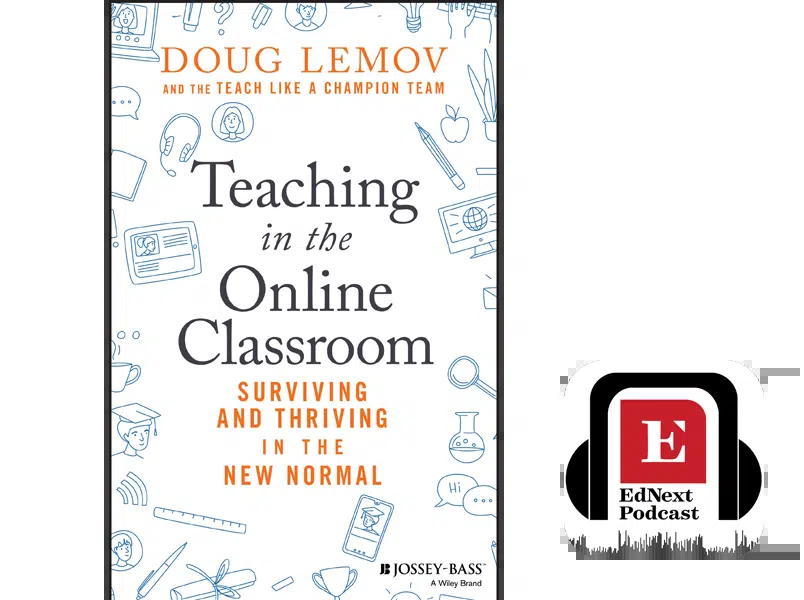 DOUG LEMOV
AND THE TEACH LIKE A CHAMPION TEAM
Teaching
in the
Online
Classroom
SURVIVING
AND THRIVING
IN THE
NEW NORMAL
Hi
JOSSEY-BASS™
A Wiley Brand
E
EdNext
Podcast